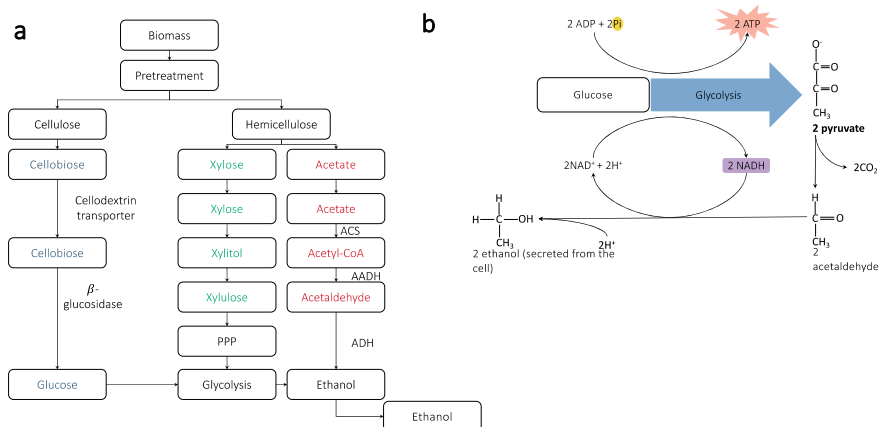 a
Biomass
Pretreatment
Cellulose
Hemicellulose
Cellobiose
Xylose
Acetate
Cellodextrin
transporter
Xylose
Acetate
ACS
Cellobiose
Xylitol
Acetyl-CoA
AADH
β-
glucosidase
Xylulose
Acetaldehyde
PPP
ADH
Glucose
Glycolysis
Ethanol
Ethanol
b
2 ADP + 2Pi
2 ATP
O⁻
C=O
C=O
CH₃
2 pyruvate
Glucose
Glycolysis
2NAD⁺ + 2H⁺
2 NADH
2CO₂
H
H—C—OH
CH₃
2H⁺
2 ethanol (secreted from the
cell)
H
C=O
CH₃
2
acetaldehyde